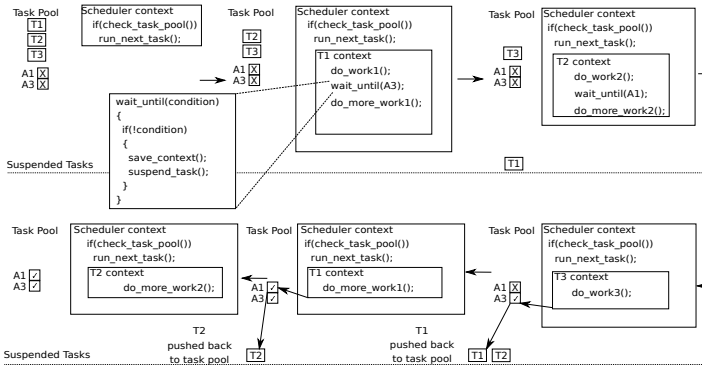 Task Pool
T1
T2
T3
A1 X
A3 X
Scheduler context
if(check_task_pool())
run_next_task();
wait_until(condition)
{
if(!condition)
{
save_context();
suspend_task();
}
}
Task Pool
T2
T3
A1 X
A3 X
Scheduler context
if(check_task_pool())
run_next_task();
T1 context
do_work1();
wait_until(A3);
do_more_work1();
Task Pool
T3
A1 X
A3 X
Scheduler context
if(check_task_pool())
run_next_task();
T2 context
do_work2();
wait_until(A1);
do_more_work2();
Suspended Tasks
T1
Task Pool
A1 ✓
A3 ✓
Scheduler context
if(check_task_pool())
run_next_task();
T2 context
do_more_work2();
Task Pool
A1 ✓
A3 ✓
Scheduler context
if(check_task_pool())
run_next_task();
T1 context
do_more_work1();
Task Pool
A1 X
A3 ✓
Scheduler context
if(check_task_pool())
run_next_task();
T3 context
do_work3();
T2
pushed back
to task pool
T2
T1
pushed back
to task pool
T1 T2
Suspended Tasks